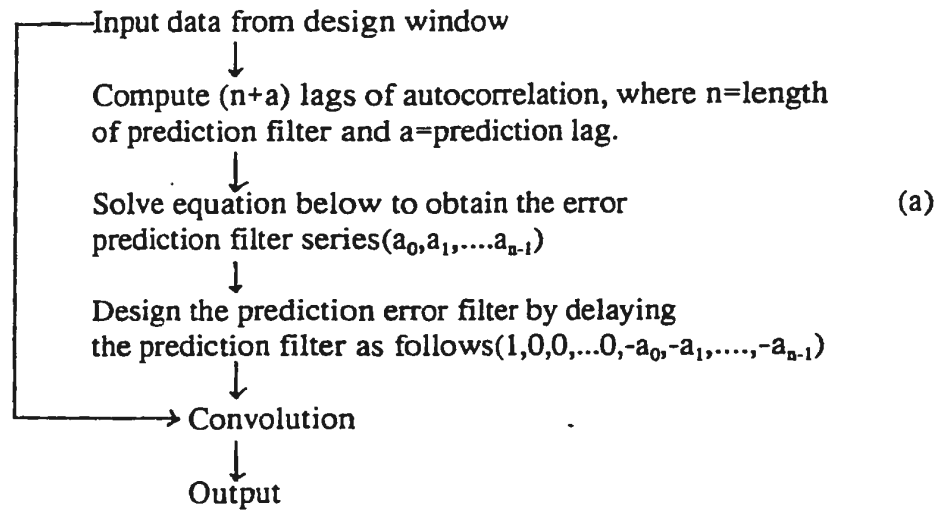 Input data from design window
Compute (n+a) lags of autocorrelation, where n=length
of prediction filter and a=prediction lag.
Solve equation below to obtain the error (a)
prediction filter series(a₀,a₁,....aₙ₋₁)
Design the prediction error filter by delaying
the prediction filter as follows(1,0,0,...0,-a₀,-a₁,....,-aₙ₋₁)
Convolution
Output